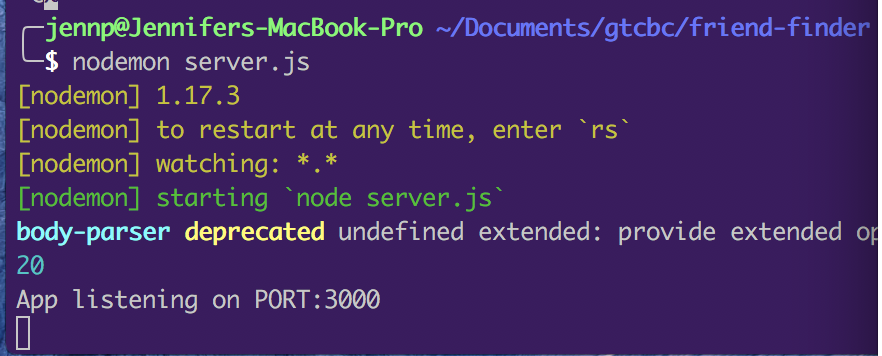 jennp@Jennifers-MacBook-Pro ~/Documents/gtcbc/friend-finder
$ nodemon server.js
[nodemon] 1.17.3
[nodemon] to restart at any time, enter `rs`
[nodemon] watching: *.*
[nodemon] starting `node server.js`
body-parser deprecated undefined extended: provide extended op
20
App listening on PORT:3000